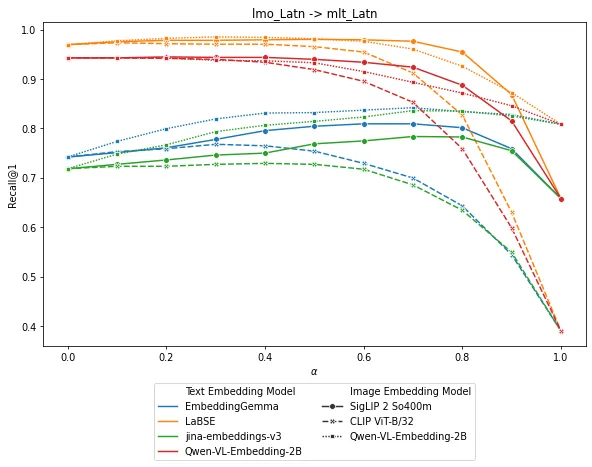 lmo_Latn -> mlt_Latn
1.0
0.9
0.8
0.7
0.6
0.5
0.4
Recall@1
0.0 0.2 0.4 0.6 0.8 1.0
α
Text Embedding Model Image Embedding Model
EmbeddingGemma SigLIP 2 So400m
LaBSE CLIP ViT-B/32
jina-embeddings-v3 Qwen-VL-Embedding-2B
Qwen-VL-Embedding-2B